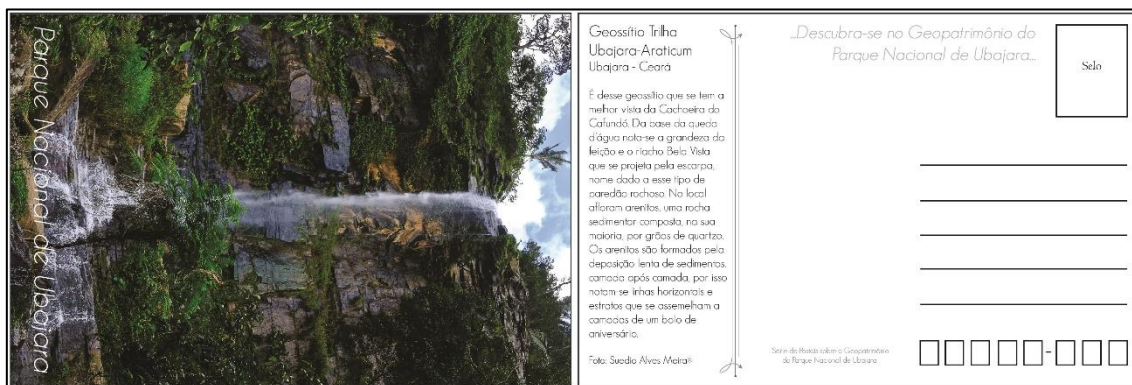 Parque Nacional de Ubajara
Geossítio Trilha
Ubajara-Araticum
Ubajara - Ceará
É desse geossítio que se tem a
melhor vista da Cachoeira do
Cafundó. Da base da queda
d'água nota-se a grandeza da
feição e o riacho Bela Vista
que se projeta pela escarpa,
nome dado a esse tipo de
paredão rochoso. No local
afloram arenitos, uma rocha
sedimentar composta, na sua
maioria, por grãos de quartzo.
Os arenitos são formados pela
deposição lenta de sedimentos,
camada após camada, por isso
notam-se linhas horizontais e
estratos que se assemelham a
camadas de um bolo de
aniversário.
Foto: Suedio Alves Meira®
...Descubra-se no Geopatrimônio do
Parque Nacional de Ubajara...
Selo
Série de Postais sobre o Geopatrimônio
do Parque Nacional de Ubajara